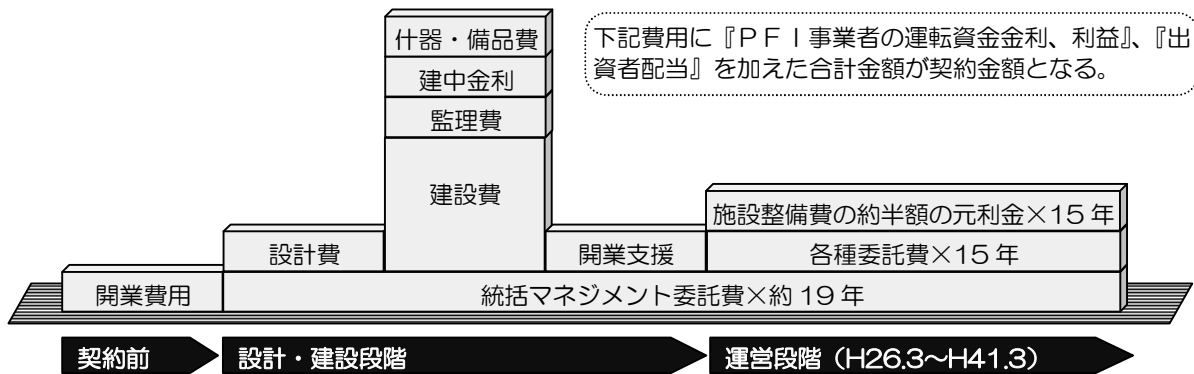 下記費用に『ＰＦＩ事業者の運転資金金利、利益』、『出
資者配当』を加えた合計金額が契約金額となる。
什器・備品費
建中金利
監理費
建設費
施設整備費の約半額の元利金×15年
設計費
開業支援
各種委託費×15年
開業費用
統括マネジメント委託費×約19年
契約前
設計・建設段階
運営段階（H26.3～H41.3）